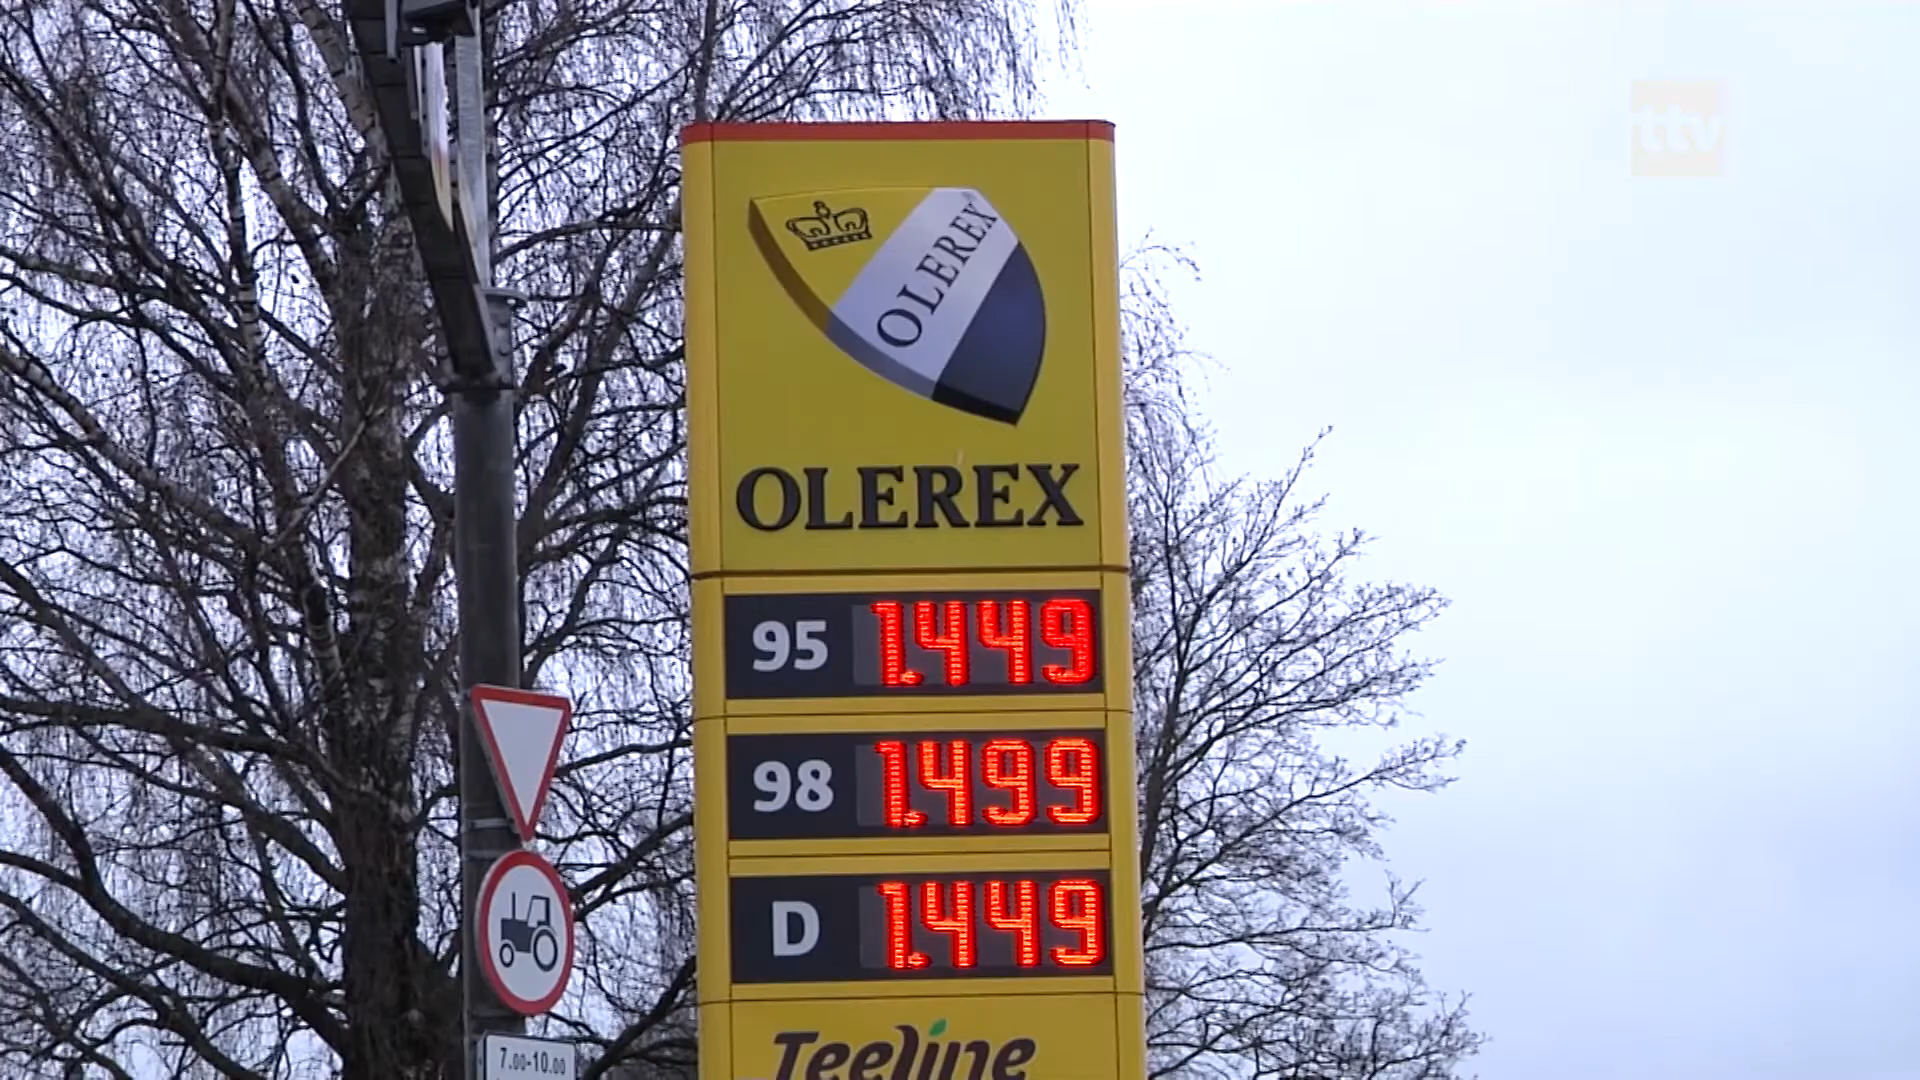 ttv
OLEREX
OLEREX
95 1.449
98 1.499
D 1.449
7.00-10.00
Teeline